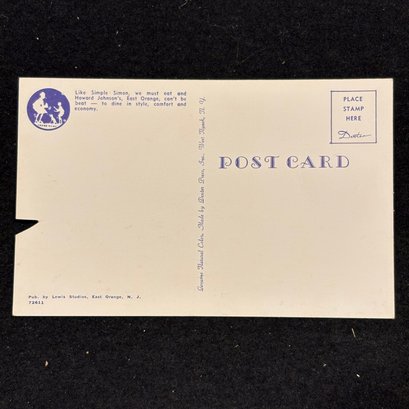 Like Simple Simon, we must eat and
Howard Johnson's, East Orange, can't be
beat — to dine in style, comfort and
economy.
Pub. by Lewis Studios, East Orange, N. J.
72611
Genuine Natural Color. Made by Dexter Press, Inc., West Nyack, N. Y.
POST CARD
PLACE
STAMP
HERE
Dexter